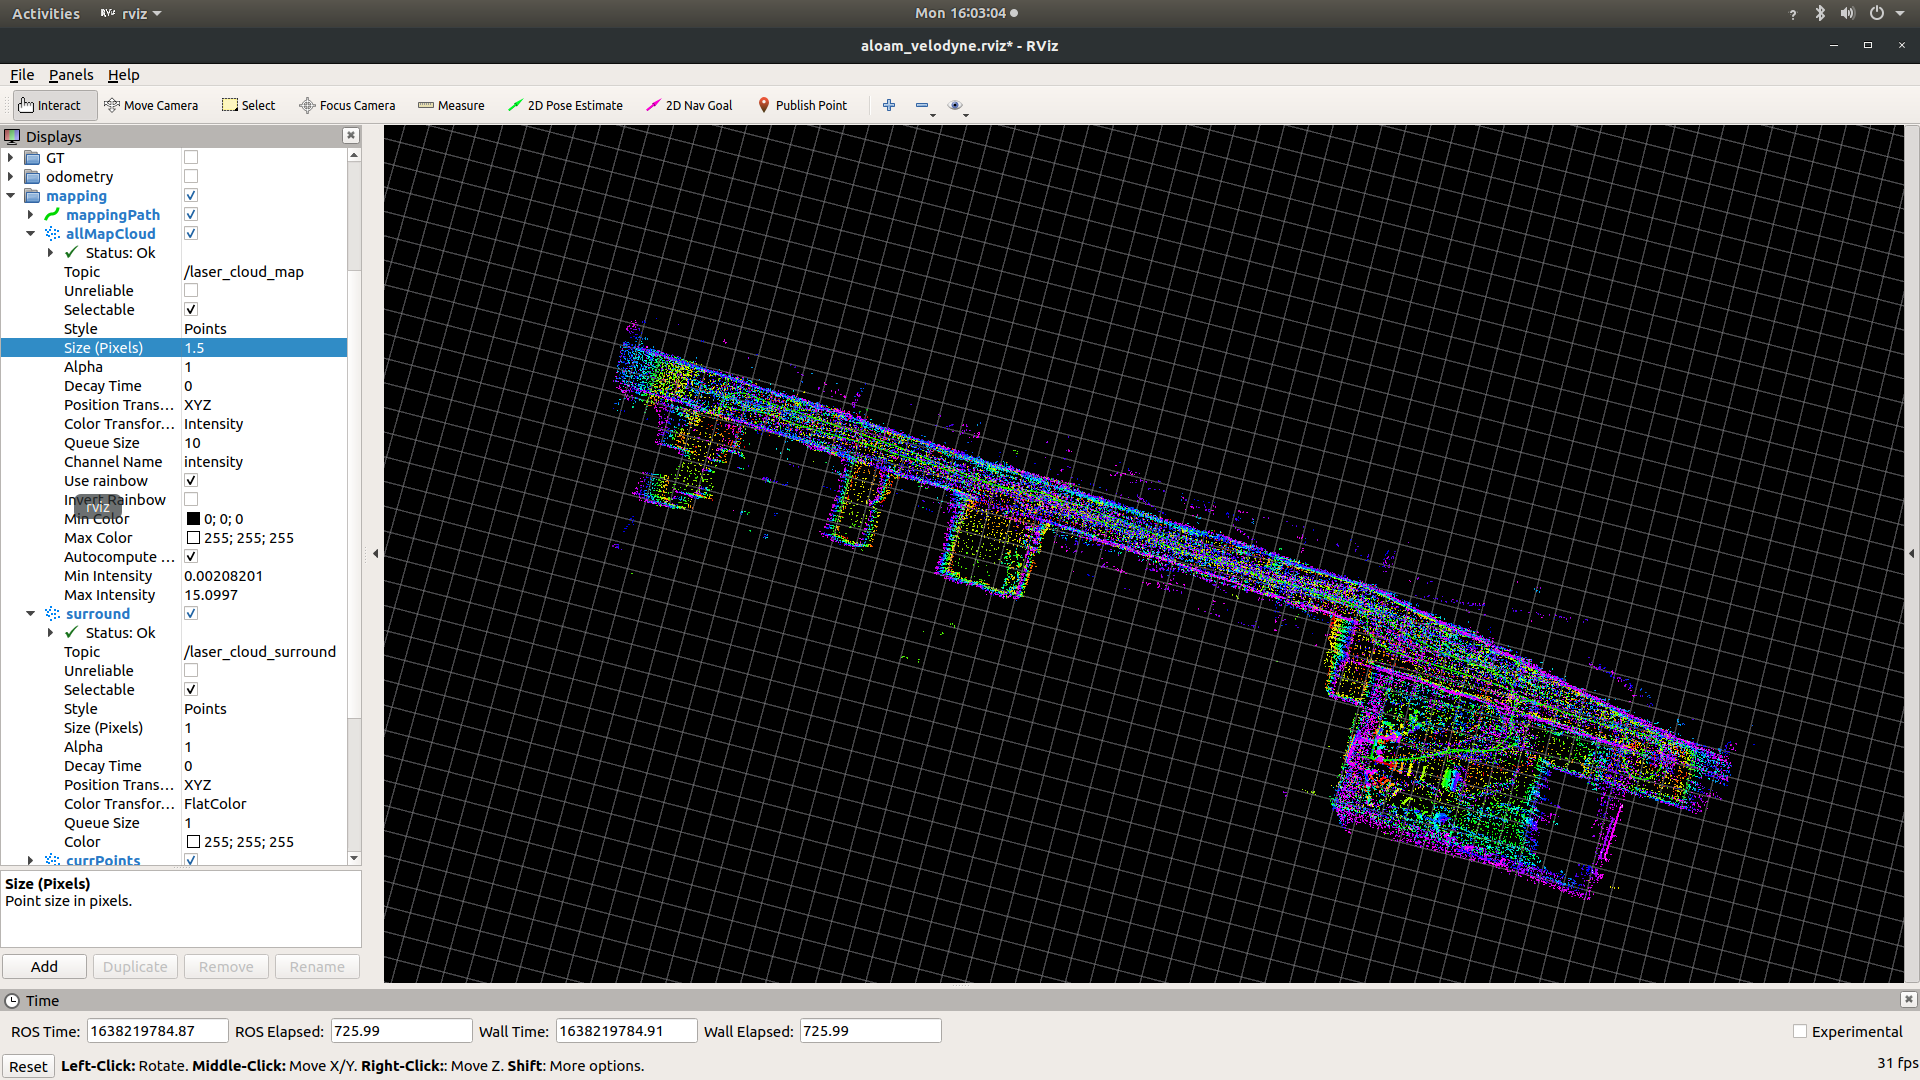 Activities
rviz
Mon 16:03:04
aloam_velodyne.rviz* - RViz
File Panels Help
Interact Move Camera Select Focus Camera Measure 2D Pose Estimate 2D Nav Goal Publish Point
Displays
GT
odometry
mapping
mappingPath
allMapCloud
Status: Ok
Topic /laser_cloud_map
Unreliable
Selectable
Style Points
Size (Pixels) 1.5
Alpha 1
Decay Time 0
Position Trans... XYZ
Color Transfor... Intensity
Queue Size 10
Channel Name intensity
Use rainbow
Invert Rainbow
rviz
Min Color 0; 0; 0
Max Color 255; 255; 255
Autocompute ...
Min Intensity 0.00208201
Max Intensity 15.0997
surround
Status: Ok
Topic /laser_cloud_surround
Unreliable
Selectable
Style Points
Size (Pixels) 1
Alpha 1
Decay Time 0
Position Trans... XYZ
Color Transfor... FlatColor
Queue Size 1
Color 255; 255; 255
currPoints
Size (Pixels)
Point size in pixels.
Add Duplicate Remove Rename
Time
ROS Time: 1638219784.87 ROS Elapsed: 725.99 Wall Time: 1638219784.91 Wall Elapsed: 725.99 Experimental
Reset Left-Click: Rotate. Middle-Click: Move X/Y. Right-Click:: Move Z. Shift: More options. 31 fps